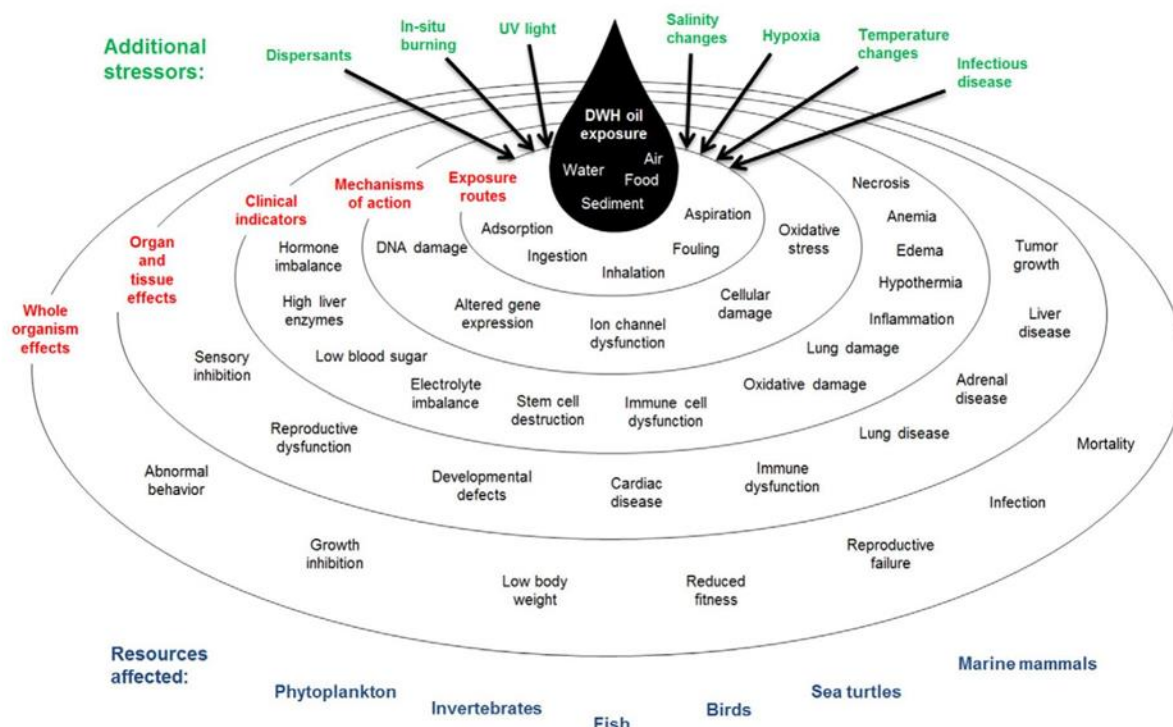 Additional
stressors:
Dispersants
In-situ
burning
UV light
Salinity
changes
Hypoxia
Temperature
changes
Infectious
disease
DWH oil
exposure
Water
Air
Food
Sediment
Exposure
routes
Adsorption
Ingestion
Inhalation
Fouling
Aspiration
Mechanisms
of action
DNA damage
Altered gene
expression
Ion channel
dysfunction
Cellular
damage
Oxidative
stress
Clinical
indicators
Hormone
imbalance
High liver
enzymes
Low blood sugar
Electrolyte
imbalance
Stem cell
destruction
Immune cell
dysfunction
Oxidative damage
Lung damage
Inflammation
Hypothermia
Edema
Anemia
Necrosis
Organ
and
tissue
effects
Sensory
inhibition
Reproductive
dysfunction
Developmental
defects
Cardiac
disease
Immune
dysfunction
Lung disease
Adrenal
disease
Liver
disease
Tumor
growth
Whole
organism
effects
Abnormal
behavior
Growth
inhibition
Low body
weight
Reduced
fitness
Reproductive
failure
Infection
Mortality
Resources
affected:
Phytoplankton
Invertebrates
Fish
Birds
Sea turtles
Marine mammals